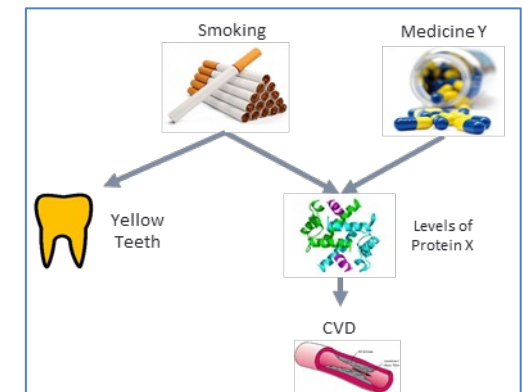 Smoking
Medicine Y
Yellow
Teeth
Levels of
Protein X
CVD